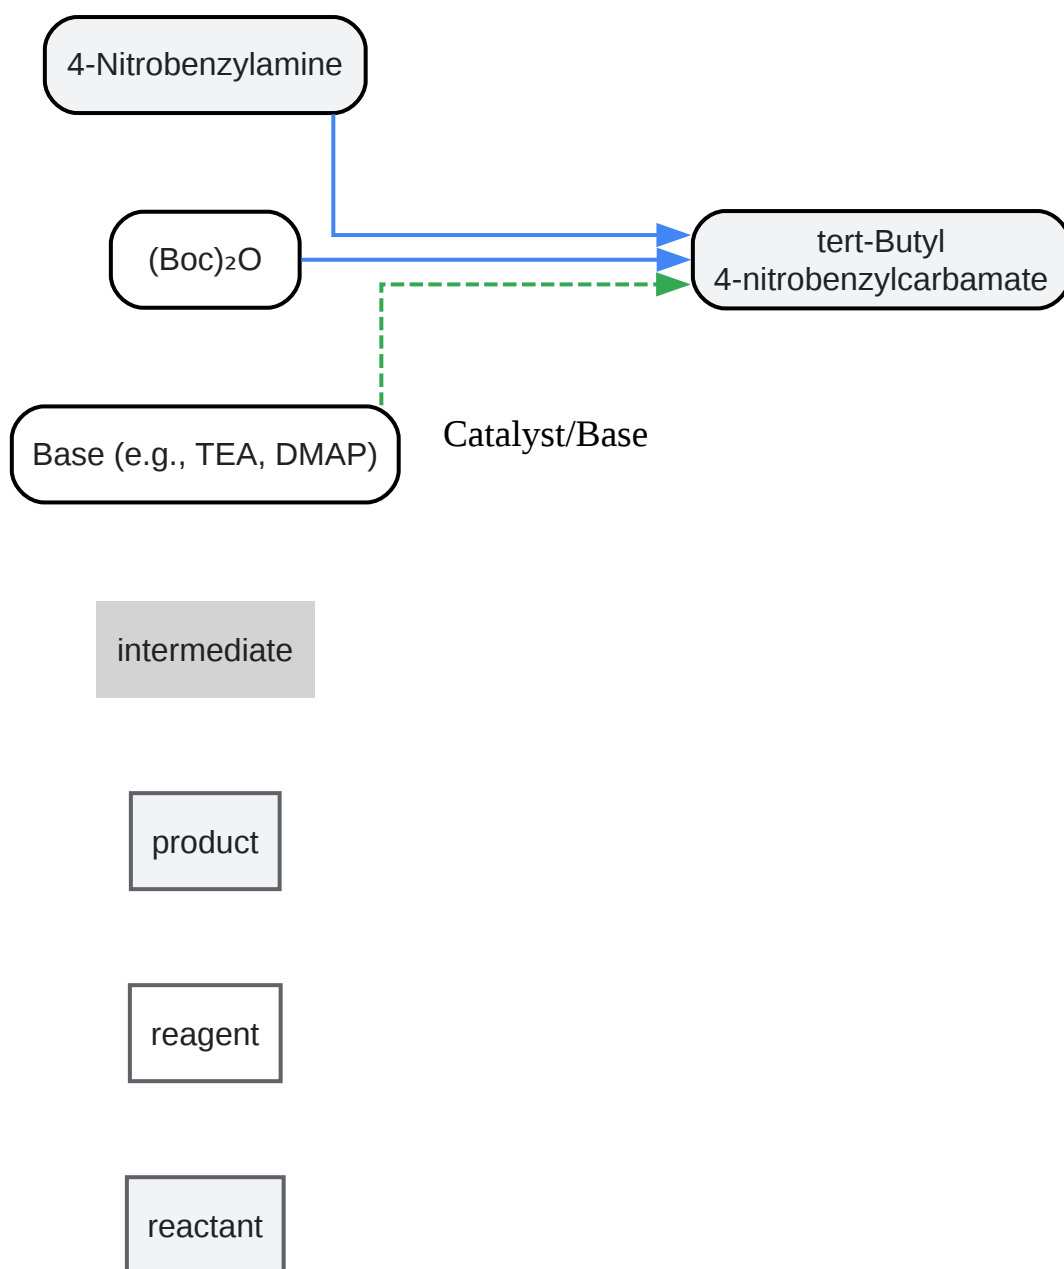 4-Nitrobenzylamine
(Boc)₂O
tert-Butyl
4-nitrobenzylcarbamate
Base (e.g., TEA, DMAP)
Catalyst/Base
intermediate
product
reagent
reactant